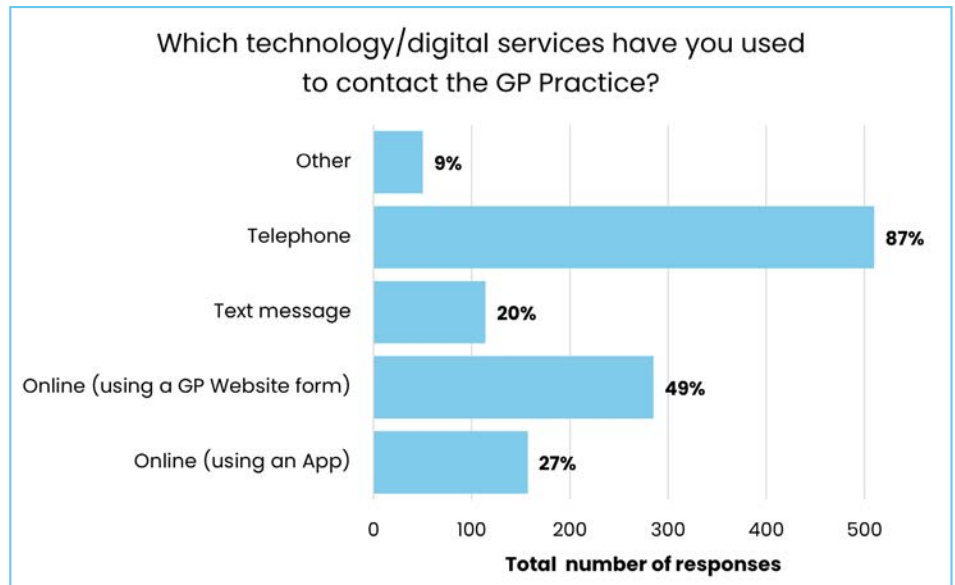 Which technology/digital services have you used
to contact the GP Practice?
Other
9%
Telephone
87%
Text message
20%
Online (using a GP Website form)
49%
Online (using an App)
27%
0 100 200 300 400 500
Total number of responses